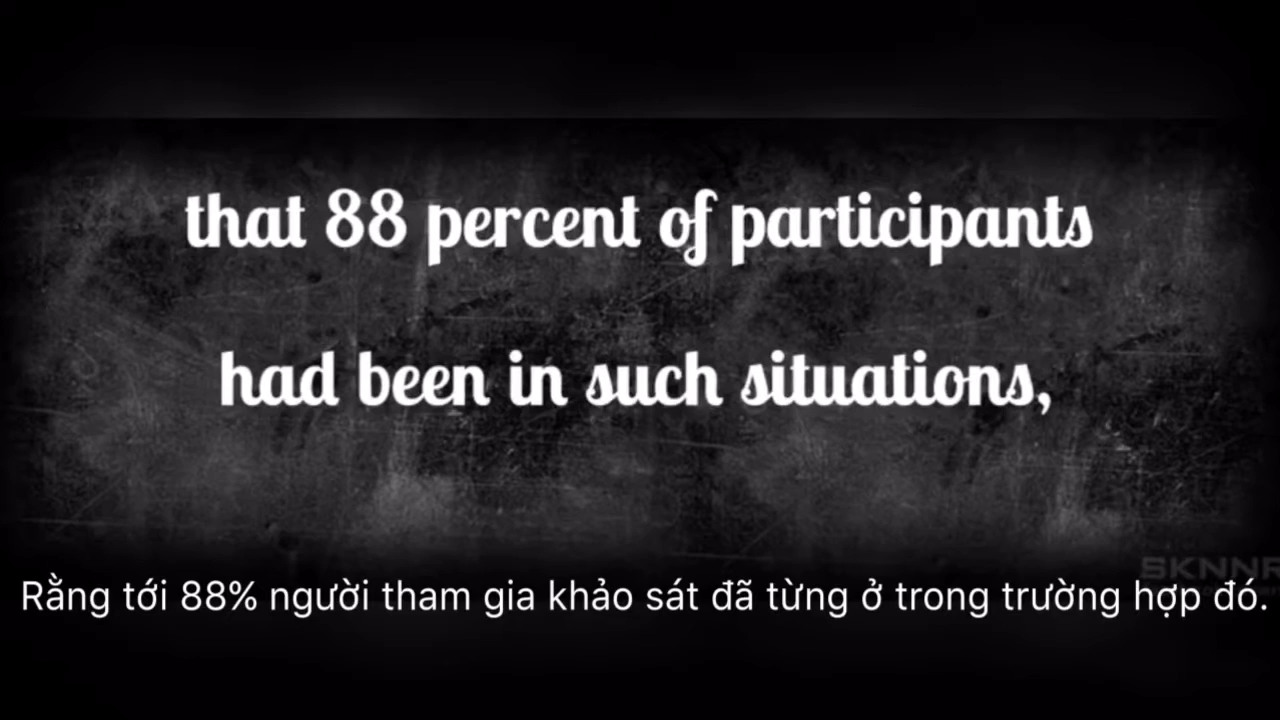 that 88 percent of participants
had been in such situations,
SKNNR
Rằng tới 88% người tham gia khảo sát đã từng ở trong trường hợp đó.